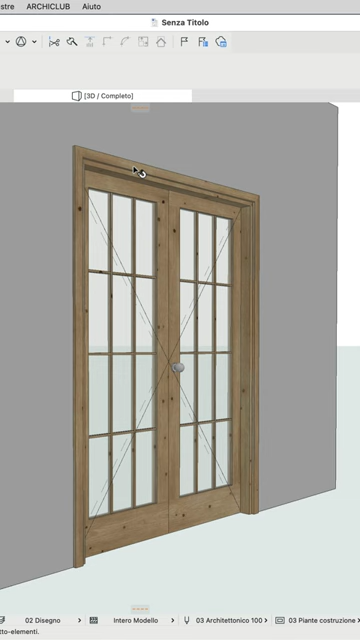 stre ARCHICLUB Aiuto
Senza Titolo
[3D / Completo]
02 Disegno
Intero Modello
03 Architettonico 100
03 Piante costruzione
tto-elementi.